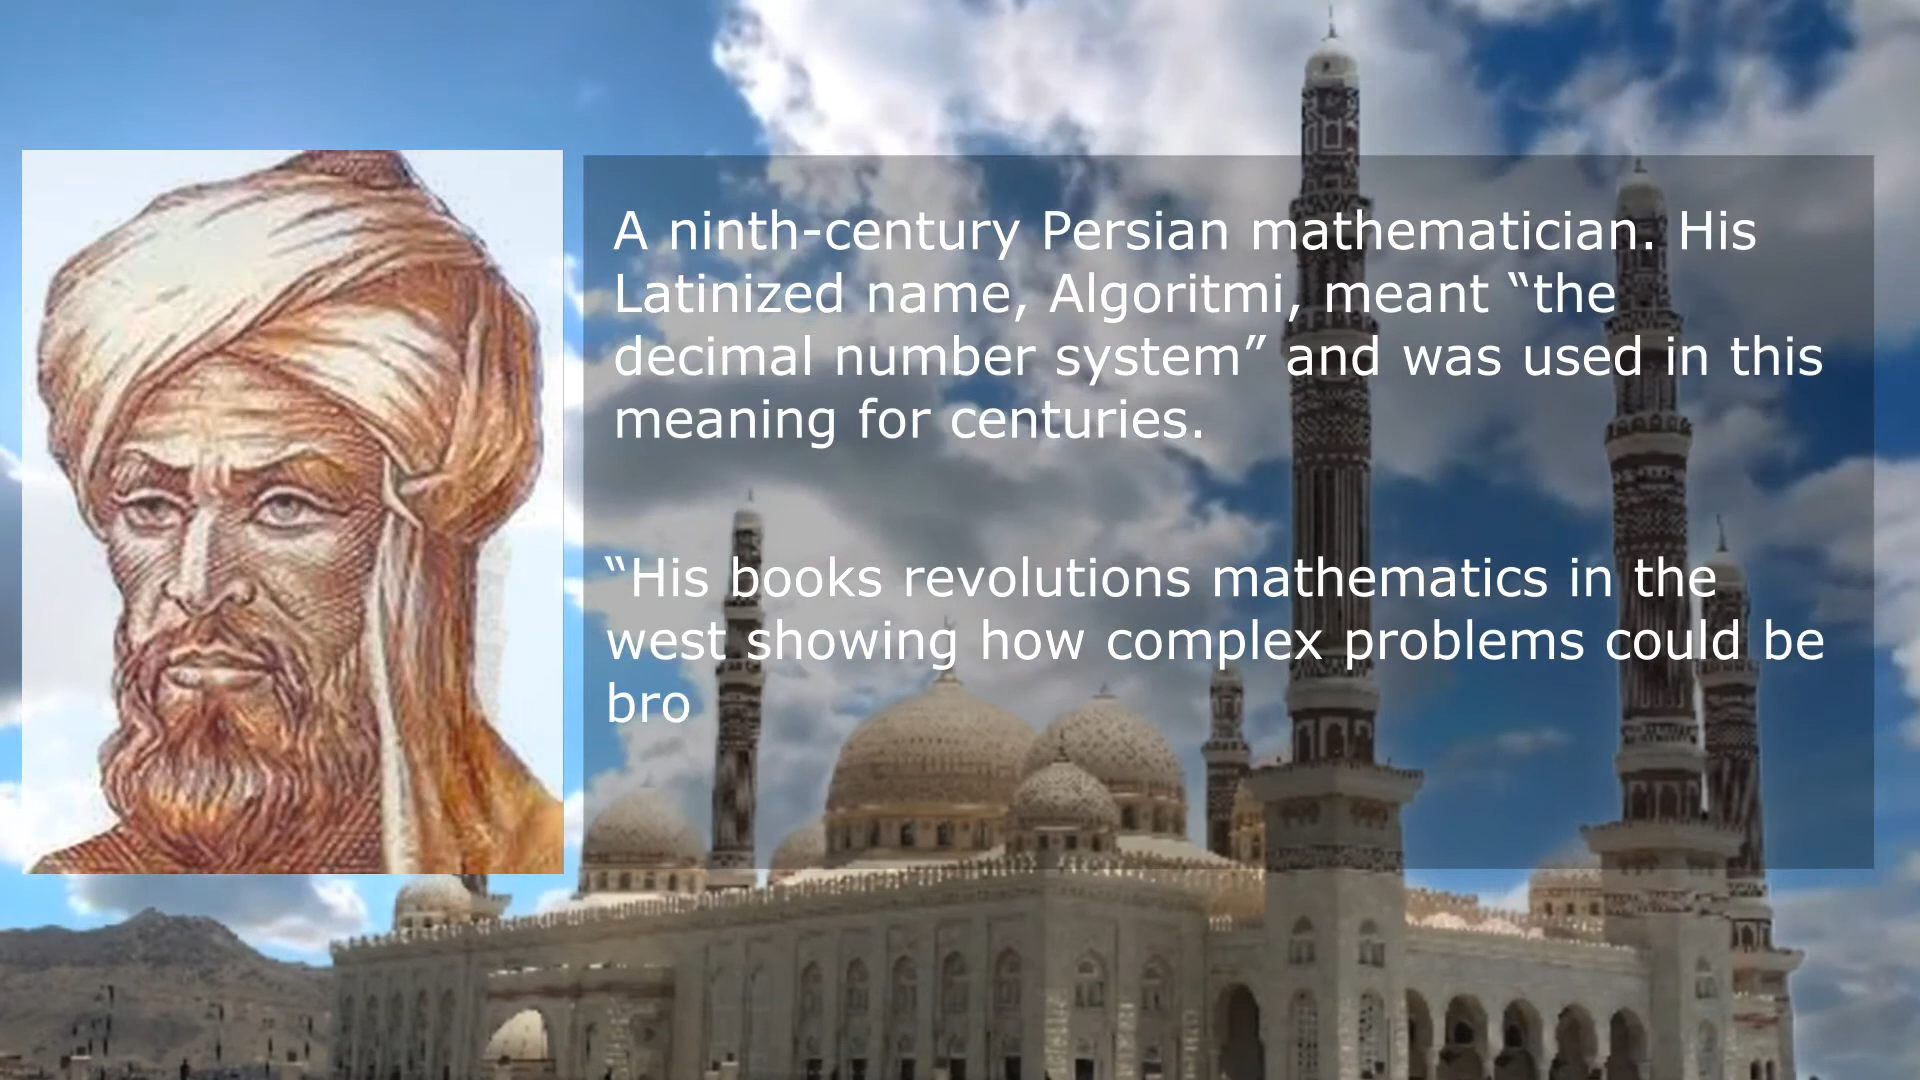 A ninth-century Persian mathematician. His
Latinized name, Algoritmi, meant “the
decimal number system” and was used in this
meaning for centuries.
“His books revolutions mathematics in the
west showing how complex problems could be
bro